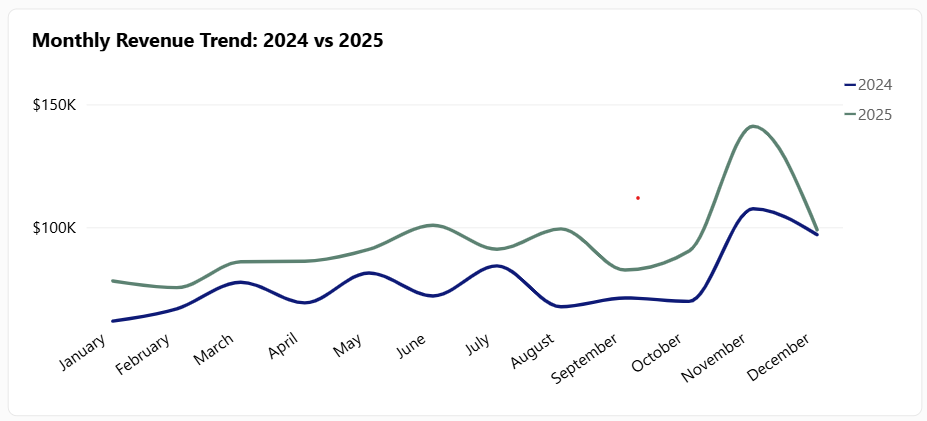 Monthly Revenue Trend: 2024 vs 2025
2024
$150K
2025
$100K
January
February
March
April
May
June
July
August
September
October
November
December